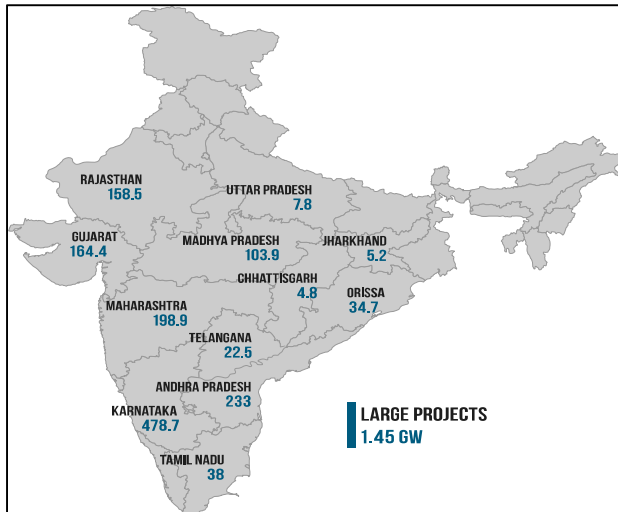 RAJASTHAN
158.5
UTTAR PRADESH
7.8
GUJARAT
164.4
MADHYA PRADESH
103.9
JHARKHAND
5.2
CHHATTISGARH
4.8
ORISSA
34.7
MAHARASHTRA
198.9
TELANGANA
22.5
ANDHRA PRADESH
233
KARNATAKA
478.7
TAMIL NADU
38
LARGE PROJECTS
1.45 GW